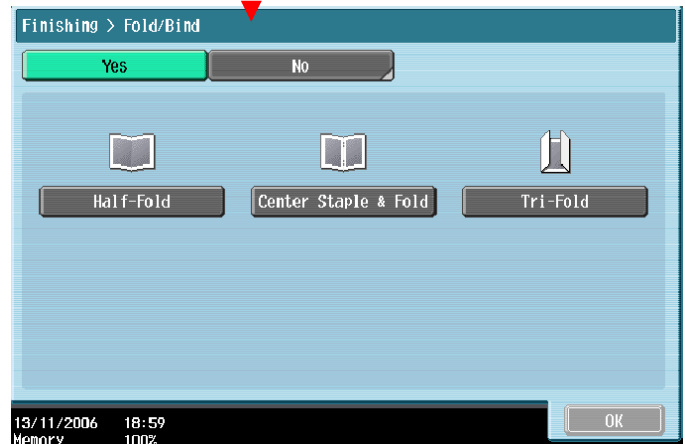 Finishing > Fold/Bind
Yes No
Half-Fold Center Staple & Fold Tri-Fold
13/11/2006 18:59
OK
Memory 100%